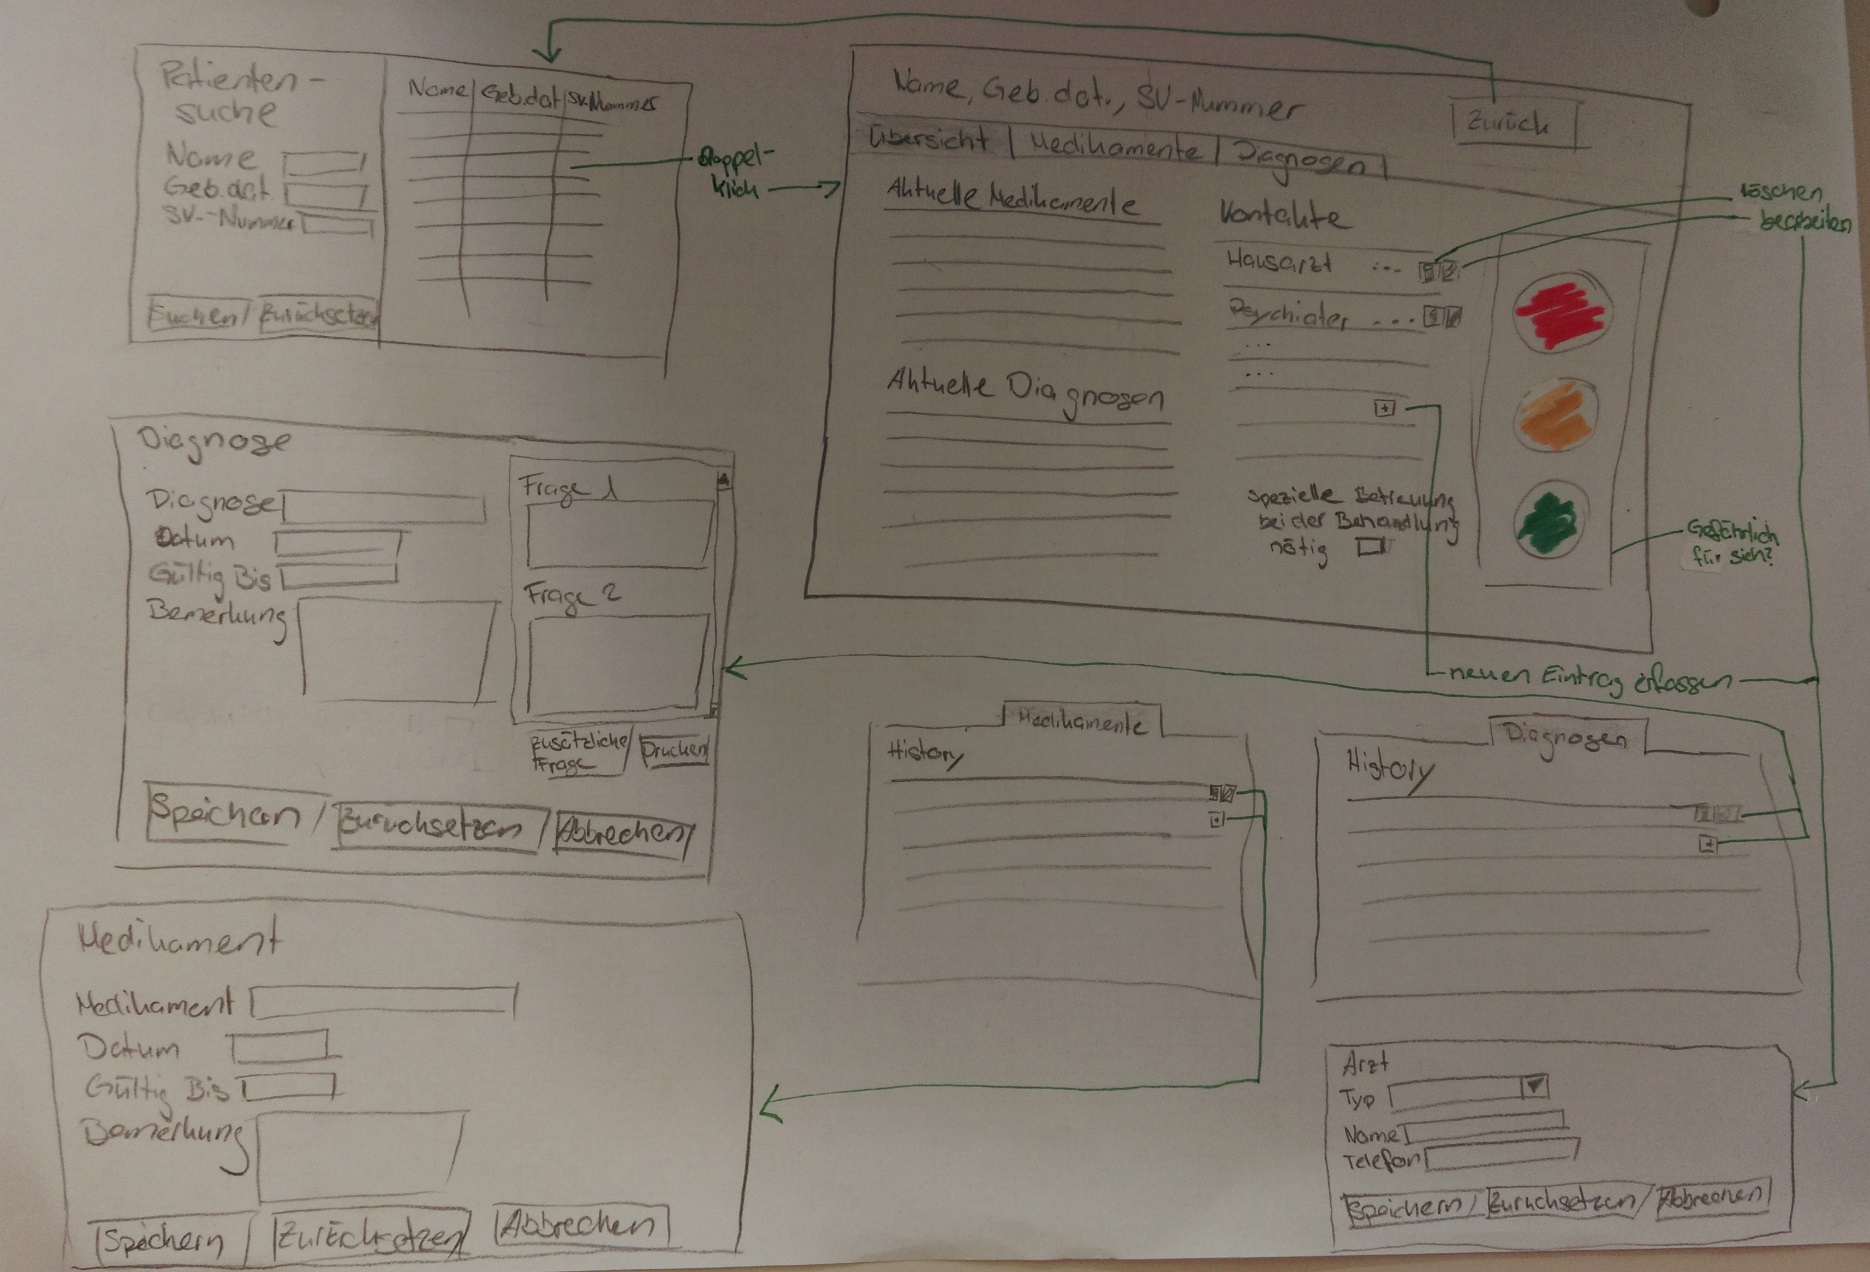 Patienten-
suche
Name
Geb.dat
SV.-Nummer
Suchen
Zurücksetzen
Name Geb.dat SV.Nummer
Doppel-
klick
Name, Geb.dat., SV-Nummer
Zurück
Übersicht Medikamente Diagnosen
Aktuelle Medikamente
Aktuelle Diagnosen
Kontakte
Hausarzt ...
Psychiater ...
...
...
+
spezielle Betreuung
bei der Behandlung
nötig
löschen
bearbeiten
Gefährlich
für sich?
neuen Eintrag erfassen
Diagnose
Diagnose
Datum
Gültig Bis
Bemerkung
Frage 1
Frage 2
zusätzliche
Frage
Drucken
Speichern
Zurücksetzen
Abbrechen
Medikamente
History
+
Diagnosen
History
+
Medikament
Medikament
Datum
Gültig Bis
Bemerkung
Speichern
Zurücksetzen
Abbrechen
Arzt
Typ
Name
Telefon
Speichern
Zurücksetzen
Abbrechen